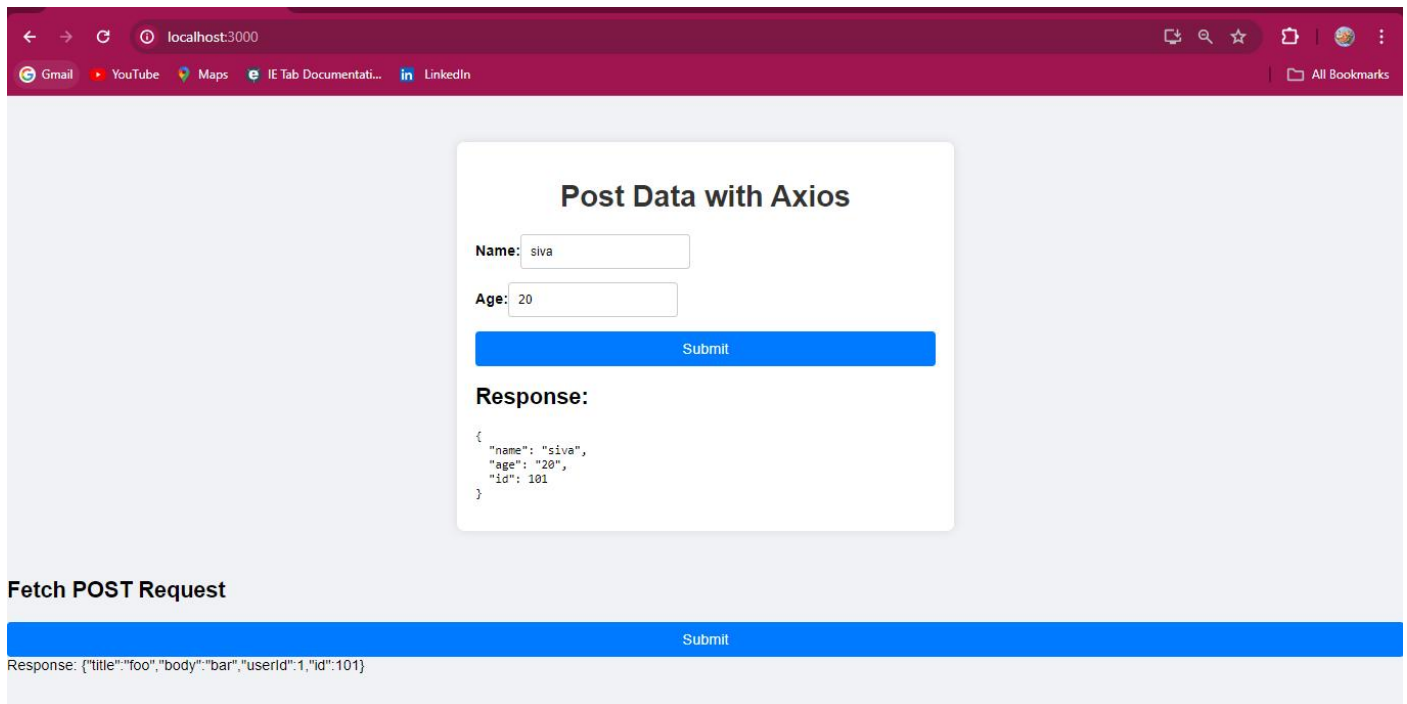 localhost:3000
Gmail YouTube Maps IE Tab Documentati... in LinkedIn All Bookmarks
Post Data with Axios
Name: siva
Age: 20
Submit
Response:
{
"name": "siva",
"age": "20",
"id": 101
}
Fetch POST Request
Submit
Response: {"title":"foo","body":"bar","userId":1,"id":101}